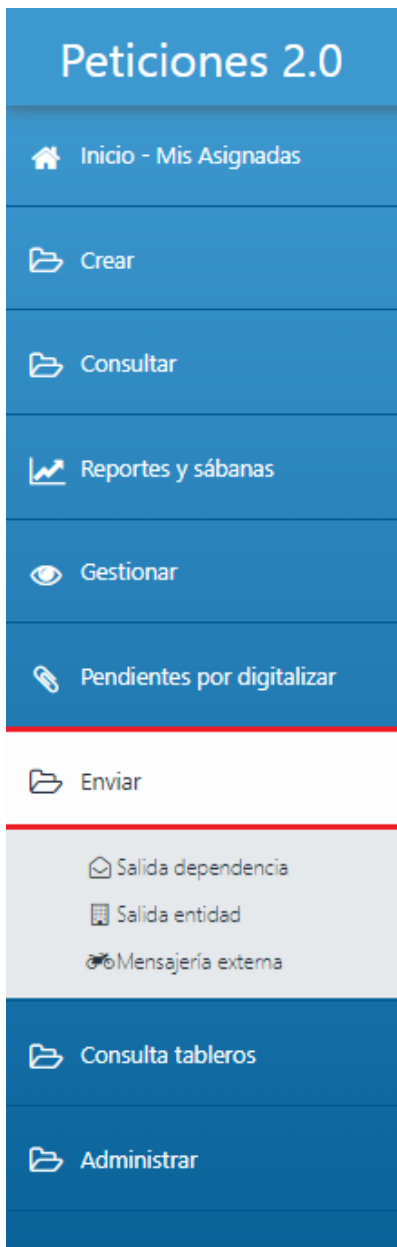 Peticiones 2.0
Inicio - Mis Asignadas
Crear
Consultar
Reportes y sábanas
Gestionar
Pendientes por digitalizar
Enviar
Salida dependencia
Salida entidad
Mensajería externa
Consulta tableros
Administrar